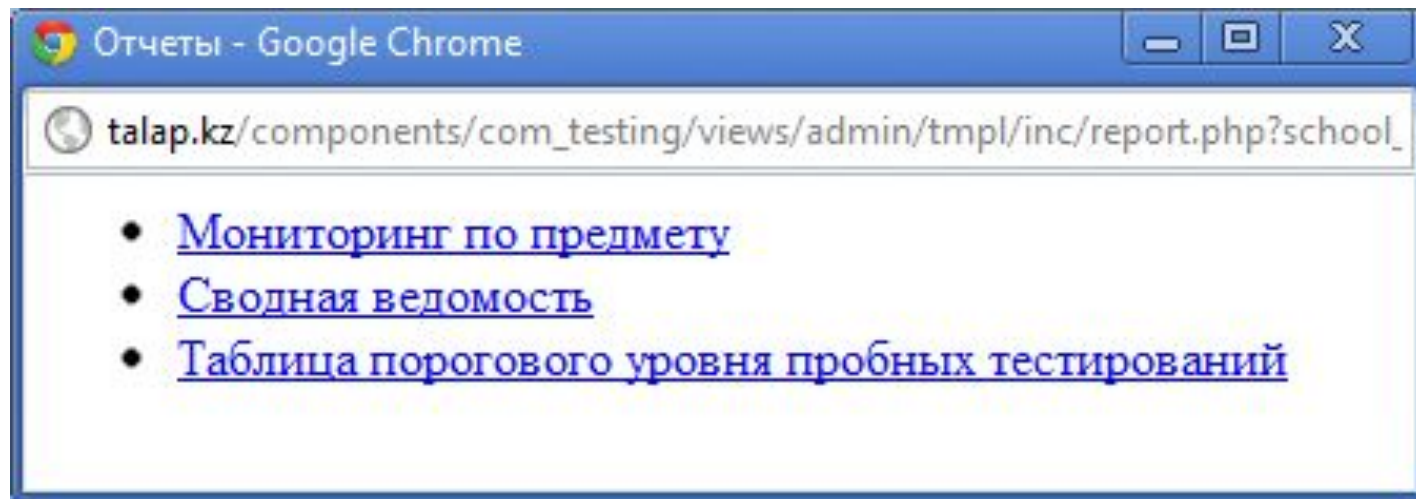 Отчеты - Google Chrome
talap.kz/components/com_testing/views/admin/tmpl/inc/report.php?school_
Мониторинг по предмету
Сводная ведомость
Таблица порогового уровня пробных тестирований